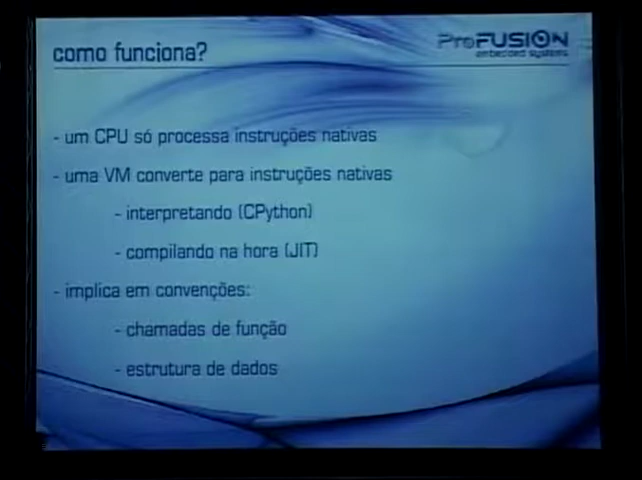 como funciona?
ProFUSION
embedded systems
- um CPU só processa instruções nativas
- uma VM converte para instruções nativas
- interpretando (CPython)
- compilando na hora (JIT)
- implica em convenções:
- chamadas de função
- estrutura de dados